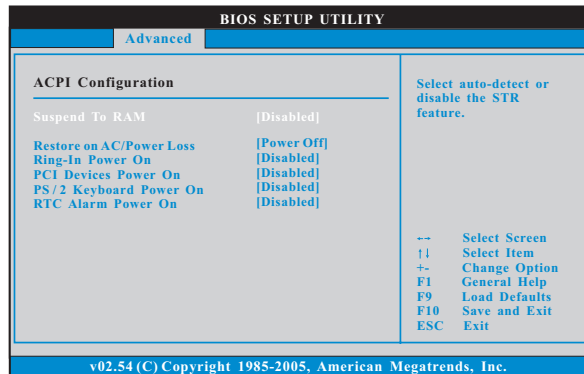 BIOS SETUP UTILITY
Advanced
ACPI Configuration
Suspend To RAM [Disabled]
Restore on AC/Power Loss [Power Off]
Ring-In Power On [Disabled]
PCI Devices Power On [Disabled]
PS/2 Keyboard Power On [Disabled]
RTC Alarm Power On [Disabled]
Select auto-detect or
disable the STR
feature.
←→ Select Screen
↑↓ Select Item
+- Change Option
F1 General Help
F9 Load Defaults
F10 Save and Exit
ESC Exit
v02.54 (C) Copyright 1985-2005, American Megatrends, Inc.